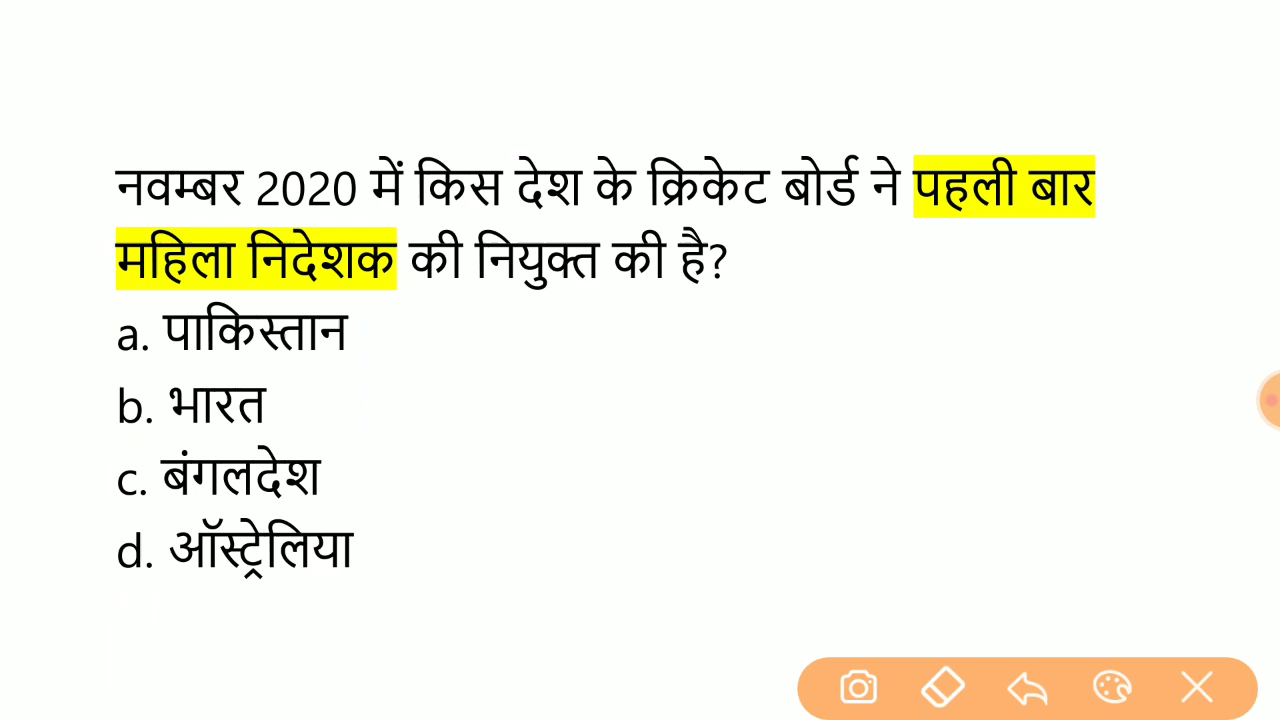 नवम्बर 2020 में किस देश के क्रिकेट बोर्ड ने पहली बार
महिला निदेशक की नियुक्त की है?
a. पाकिस्तान
b. भारत
c. बंगलदेश
d. ऑस्ट्रेलिया